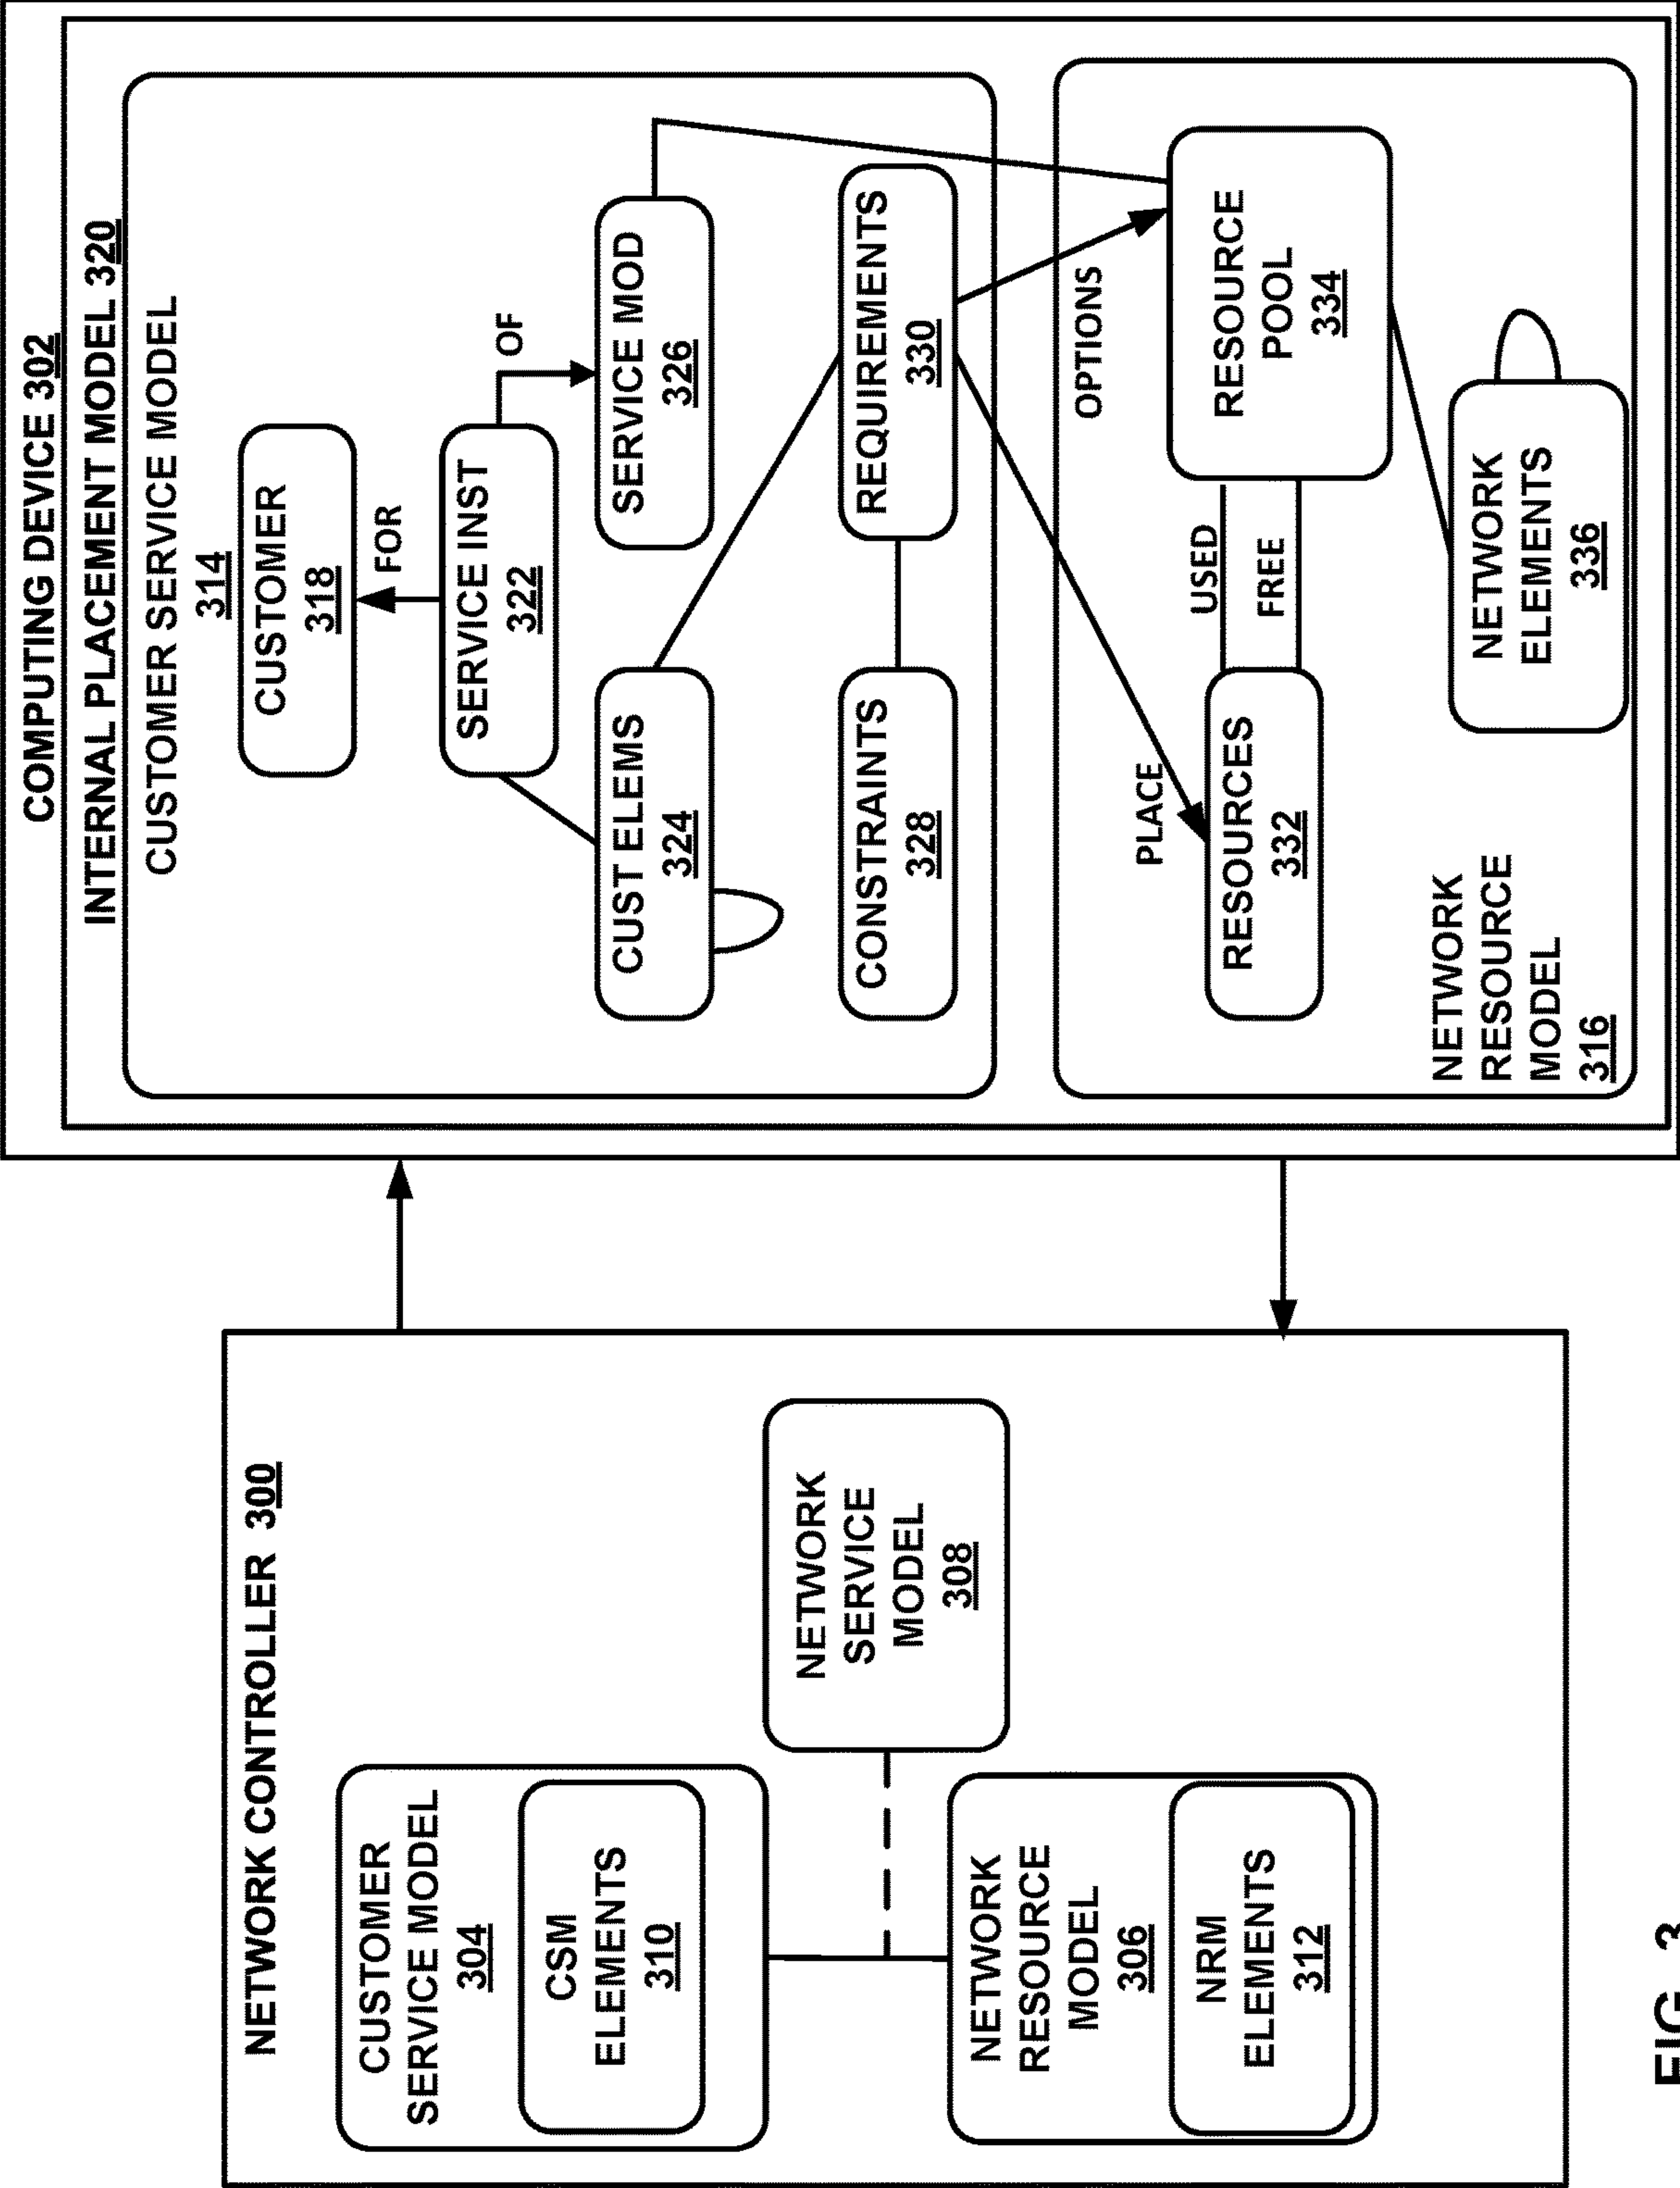 NETWORK CONTROLLER 300
CUSTOMER
SERVICE MODEL
304
CSM
ELEMENTS
310
NETWORK
SERVICE
MODEL
308
NETWORK
RESOURCE
MODEL
306
NRM
ELEMENTS
312
COMPUTING DEVICE 302
INTERNAL PLACEMENT MODEL 320
CUSTOMER SERVICE MODEL
314
CUSTOMER
318
FOR
SERVICE INST
322
OF
CUST ELEMS
324
SERVICE MOD
326
CONSTRAINTS
328
REQUIREMENTS
330
OPTIONS
PLACE
RESOURCES
332
USED
FREE
RESOURCE
POOL
334
NETWORK
ELEMENTS
336
NETWORK
RESOURCE
MODEL
316
FIG. 3